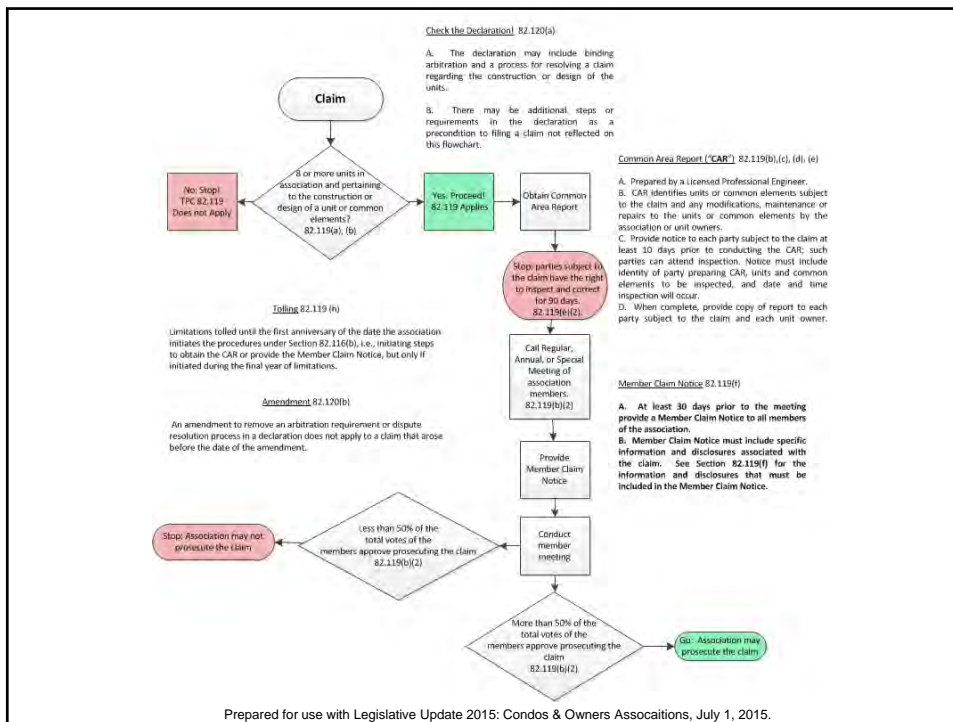 Check the Declaration! 82.120(a)
A. The declaration may include binding
arbitration and a process for resolving a claim
regarding the construction or design of the
units.
B. There may be additional steps or
requirements in the declaration as a
precondition to filing a claim not reflected on
this flowchart.
Claim
8 or more units in
association and pertaining
to the construction or
design of a unit or common
elements?
82.119(a), (b)
No: Stop!
TPC 82.119
Does not Apply
Yes: Proceed!
82.119 Applies
Obtain Common
Area Report
Common Area Report ("CAR") 82.119(b),(c), (d), (e)
A. Prepared by a Licensed Professional Engineer.
B. CAR identifies units or common elements subject
to the claim and any modifications, maintenance or
repairs to the units or common elements by the
association or unit owners.
C. Provide notice to each party subject to the claim at
least 10 days prior to conducting the CAR; such
parties can attend inspection. Notice must include
identity of party preparing CAR, units and common
elements to be inspected, and date and time
inspection will occur.
D. When complete, provide copy of report to each
party subject to the claim and each unit owner.
Stop: parties subject to
the claim have the right
to inspect and correct
for 90 days.
82.119(e)(2).
Tolling 82.119 (h)
Limitations tolled until the first anniversary of the date the association
initiates the procedures under Section 82.116(b), i.e., initiating steps
to obtain the CAR or provide the Member Claim Notice, but only if
initiated during the final year of limitations.
Call Regular,
Annual, or Special
Meeting of
association
members.
82.119(b)(2)
Amendment 82.120(b)
An amendment to remove an arbitration requirement or dispute
resolution process in a declaration does not apply to a claim that arose
before the date of the amendment.
Member Claim Notice 82.119(f)
A. At least 30 days prior to the meeting
provide a Member Claim Notice to all members
of the association.
B. Member Claim Notice must include specific
information and disclosures associated with
the claim. See Section 82.119(f) for the
information and disclosures that must be
included in the Member Claim Notice.
Provide
Member Claim
Notice
Conduct
member
meeting
Less than 50% of the
total votes of the
members approve prosecuting the claim
82.119(b)(2)
Stop: Association may not
prosecute the claim
More than 50% of the
total votes of the
members approve prosecuting the
claim
82.119(b)(2)
Go: Association may
prosecute the claim
Prepared for use with Legislative Update 2015: Condos & Owners Assocaitions, July 1, 2015.